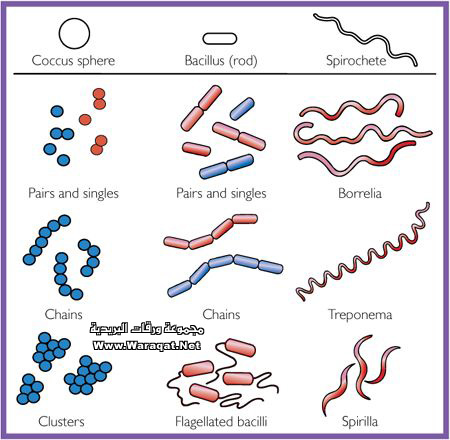 Coccus sphere
Bacillus (rod)
Spirochete
Pairs and singles
Pairs and singles
Borrelia
Chains
Chains
Treponema
مجموعة ورقات البريدية
Www.Waraqat.Net
Clusters
Flagellated bacilli
Spirilla